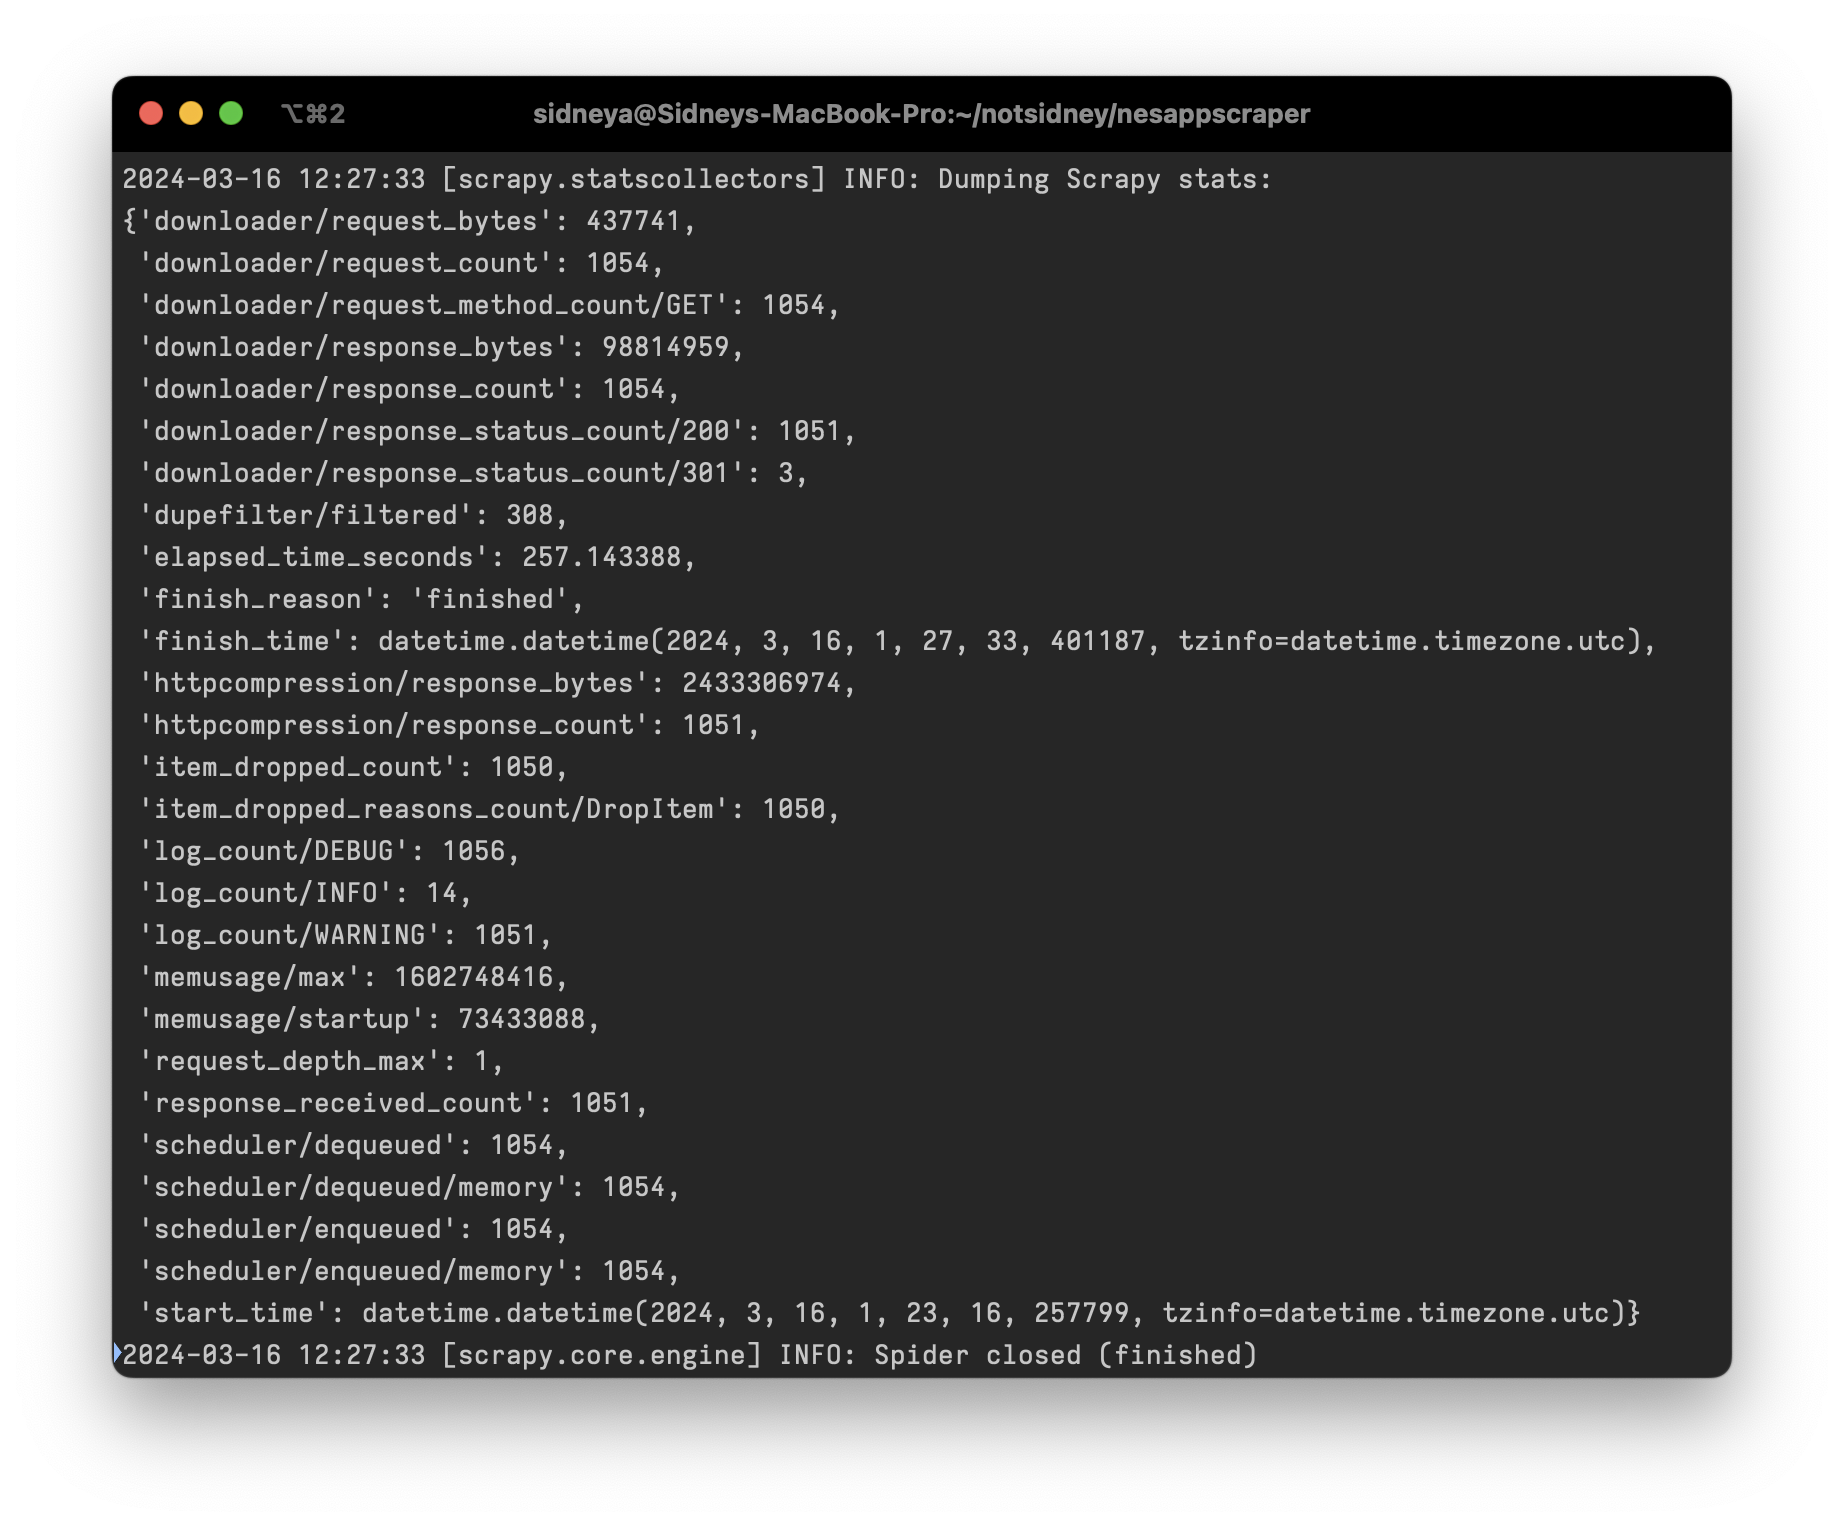 ⌥⌘2 sidneya@Sidneys-MacBook-Pro:~/notsidney/nesappscraper
2024-03-16 12:27:33 [scrapy.statscollectors] INFO: Dumping Scrapy stats:
{'downloader/request_bytes': 437741,
 'downloader/request_count': 1054,
 'downloader/request_method_count/GET': 1054,
 'downloader/response_bytes': 98814959,
 'downloader/response_count': 1054,
 'downloader/response_status_count/200': 1051,
 'downloader/response_status_count/301': 3,
 'dupefilter/filtered': 308,
 'elapsed_time_seconds': 257.143388,
 'finish_reason': 'finished',
 'finish_time': datetime.datetime(2024, 3, 16, 1, 27, 33, 401187, tzinfo=datetime.timezone.utc),
 'httpcompression/response_bytes': 2433306974,
 'httpcompression/response_count': 1051,
 'item_dropped_count': 1050,
 'item_dropped_reasons_count/DropItem': 1050,
 'log_count/DEBUG': 1056,
 'log_count/INFO': 14,
 'log_count/WARNING': 1051,
 'memusage/max': 1602748416,
 'memusage/startup': 73433088,
 'request_depth_max': 1,
 'response_received_count': 1051,
 'scheduler/dequeued': 1054,
 'scheduler/dequeued/memory': 1054,
 'scheduler/enqueued': 1054,
 'scheduler/enqueued/memory': 1054,
 'start_time': datetime.datetime(2024, 3, 16, 1, 23, 16, 257799, tzinfo=datetime.timezone.utc)}
2024-03-16 12:27:33 [scrapy.core.engine] INFO: Spider closed (finished)